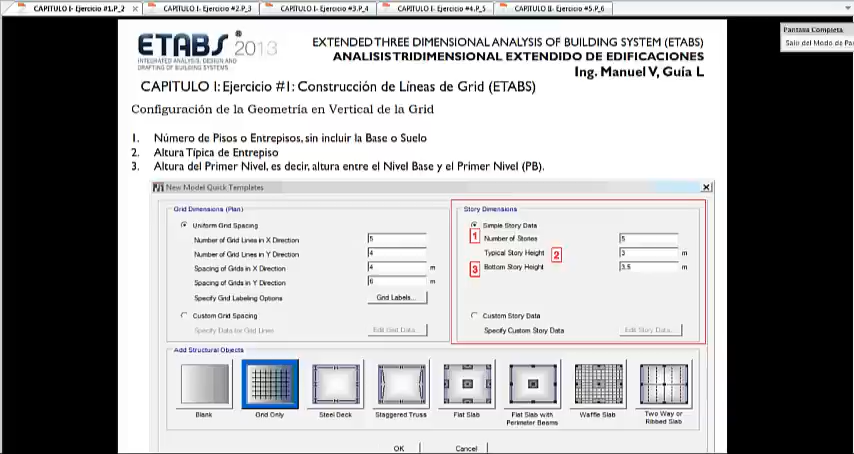 CAPITULO I- Ejercicio #1.P_2
CAPITULO I- Ejercicio #2.P_3
CAPITULO I- Ejercicio #3.P_4
CAPITULO I- Ejercicio #4.P_5
CAPITULO II- Ejercicio #5.P_6
Pantalla Completa
Salir del Modo de Pa
ETABS® 2013
INTEGRATED ANALYSIS, DESIGN AND
DRAFTING OF BUILDING SYSTEMS
EXTENDED THREE DIMENSIONAL ANALYSIS OF BUILDING SYSTEM (ETABS)
ANALISIS TRIDIMENSIONAL EXTENDIDO DE EDIFICACIONES
Ing. Manuel V, Guía L
CAPITULO I: Ejercicio #1: Construcción de Líneas de Grid (ETABS)
Configuración de la Geometría en Vertical de la Grid
1. Número de Pisos o Entrepisos, sin incluir la Base o Suelo
2. Altura Típica de Entrepiso
3. Altura del Primer Nivel, es decir, altura entre el Nivel Base y el Primer Nivel (PB).
New Model Quick Templates
Grid Dimensions (Plan)
Uniform Grid Spacing
Number of Grid Lines in X Direction 5
Number of Grid Lines in Y Direction 4
Spacing of Grids in X Direction 4 m
Spacing of Grids in Y Direction 6 m
Specify Grid Labeling Options Grid Labels...
Custom Grid Spacing
Specify Data for Grid Lines Edit Grid Data...
Story Dimensions
Simple Story Data
1 Number of Stories 5
Typical Story Height 2 3 m
3 Bottom Story Height 3.5 m
Custom Story Data
Specify Custom Story Data Edit Story Data...
Add Structural Objects
Blank
Grid Only
Steel Deck
Staggered Truss
Flat Slab
Flat Slab with
Perimeter Beams
Waffle Slab
Two Way or
Ribbed Slab
OK
Cancel